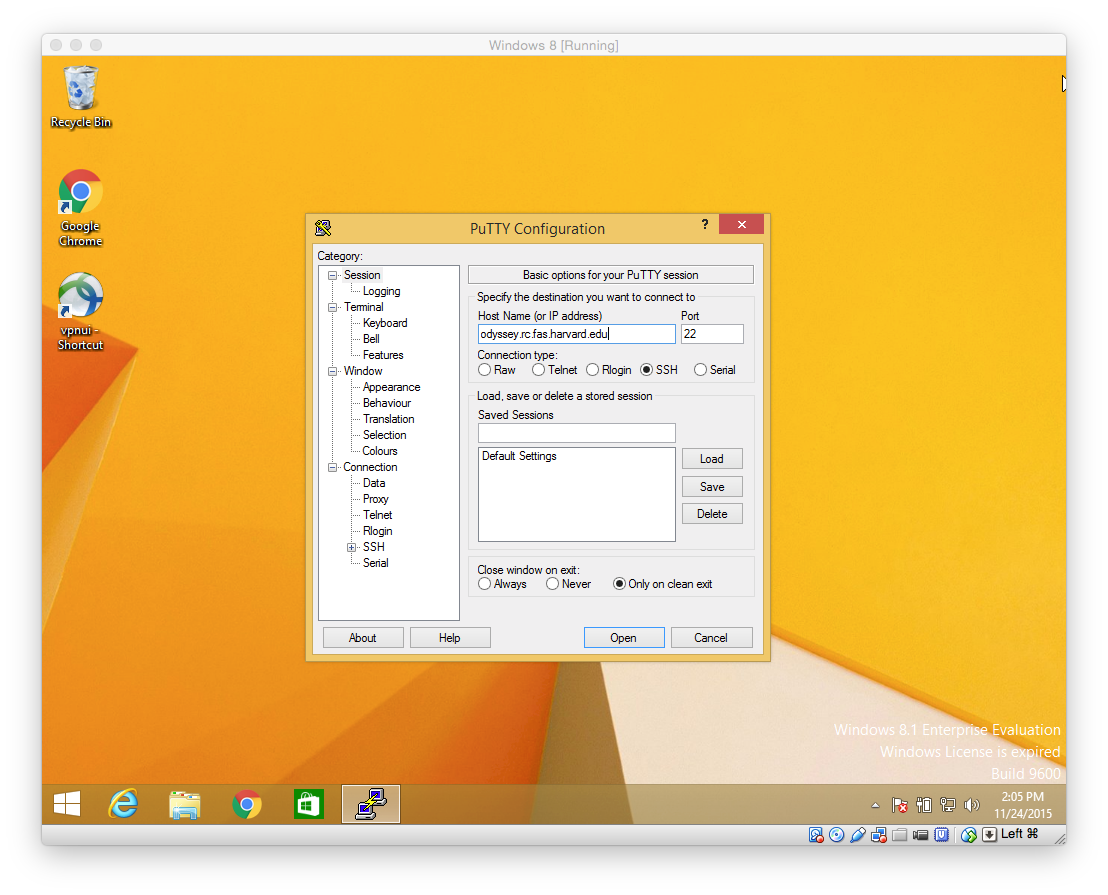 Windows 8 [Running]
Recycle Bin
Google
Chrome
vpnui -
Shortcut
PuTTY Configuration
?
Category:
Session
Logging
Terminal
Keyboard
Bell
Features
Window
Appearance
Behaviour
Translation
Selection
Colours
Connection
Data
Proxy
Telnet
Rlogin
SSH
Serial
Basic options for your PuTTY session
Specify the destination you want to connect to
Host Name (or IP address) Port
odyssey.rc.fas.harvard.edu 22
Connection type:
Raw Telnet Rlogin SSH Serial
Load, save or delete a stored session
Saved Sessions
Default Settings
Load
Save
Delete
Close window on exit:
Always Never Only on clean exit
About Help Open Cancel
Windows 8.1 Enterprise Evaluation
Windows License is expired
Build 9600
2:05 PM
11/24/2015
Left ⌘